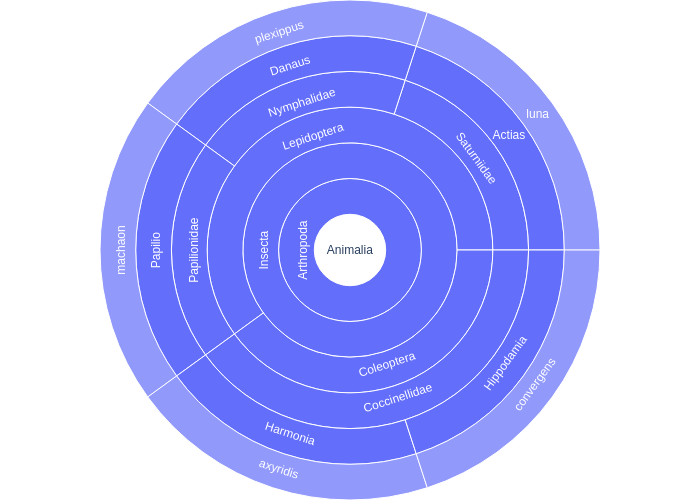 plexippus
Danaus
Nymphalidae
Lepidoptera
luna
Actias
Saturniidae
machaon
Papilio
Papilionidae
Insecta
Arthropoda
Animalia
Coleoptera
Coccinellidae
Hippodamia
convergens
Harmonia
axyridis